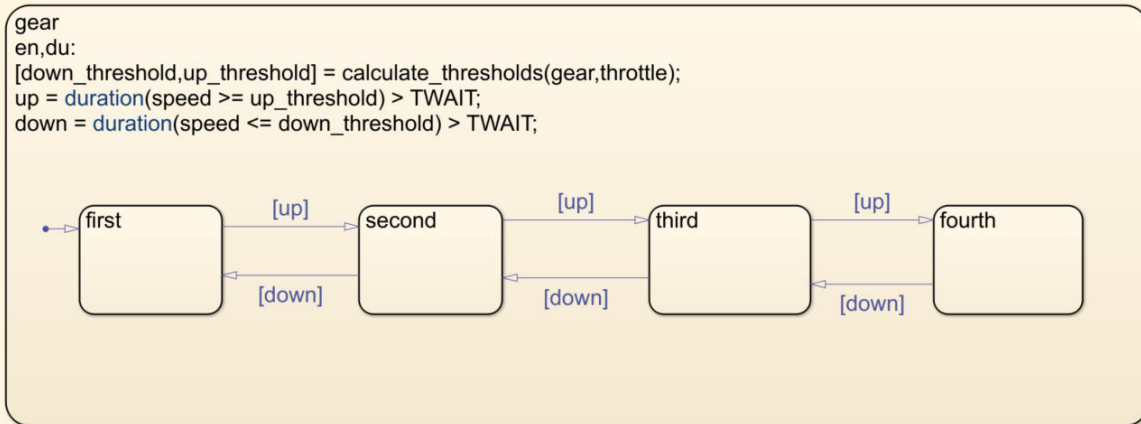 gear
en,du:
[down_threshold,up_threshold] = calculate_thresholds(gear,throttle);
up = duration(speed >= up_threshold) > TWAIT;
down = duration(speed <= down_threshold) > TWAIT;
first
[up]
second
[up]
third
[up]
fourth
[down]
[down]
[down]